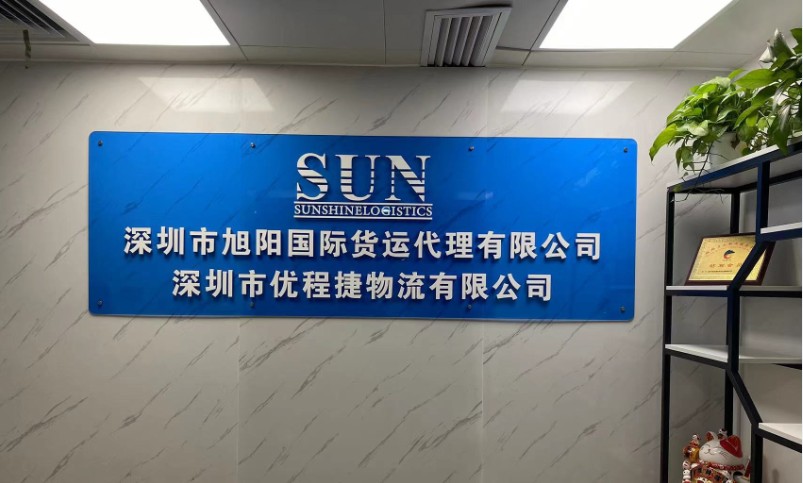 SUN
SUNSHINELOGISTICS
深圳市旭阳国际货运代理有限公司
深圳市优程捷物流有限公司